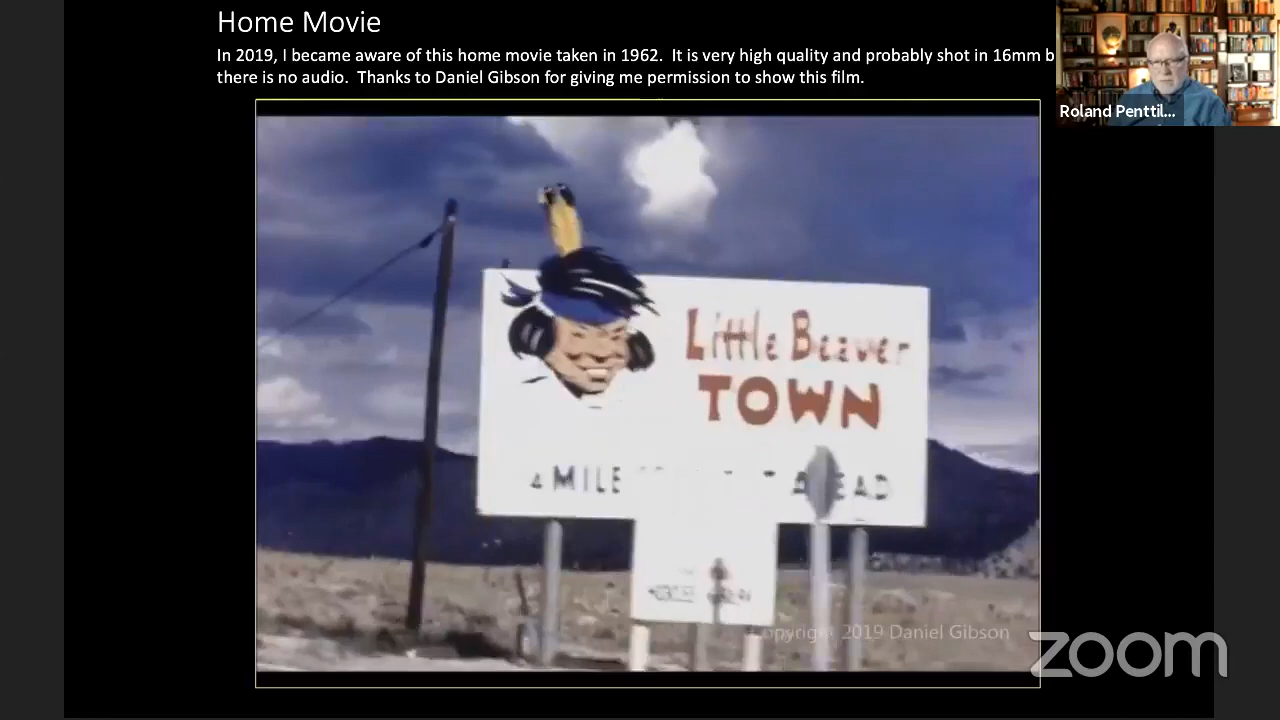 Home Movie
In 2019, I became aware of this home movie taken in 1962. It is very high quality and probably shot in 16mm b
there is no audio. Thanks to Daniel Gibson for giving me permission to show this film.
Roland Penttil...
Little Beaver
TOWN
MILE
Copyright 2019 Daniel Gibson
zoom